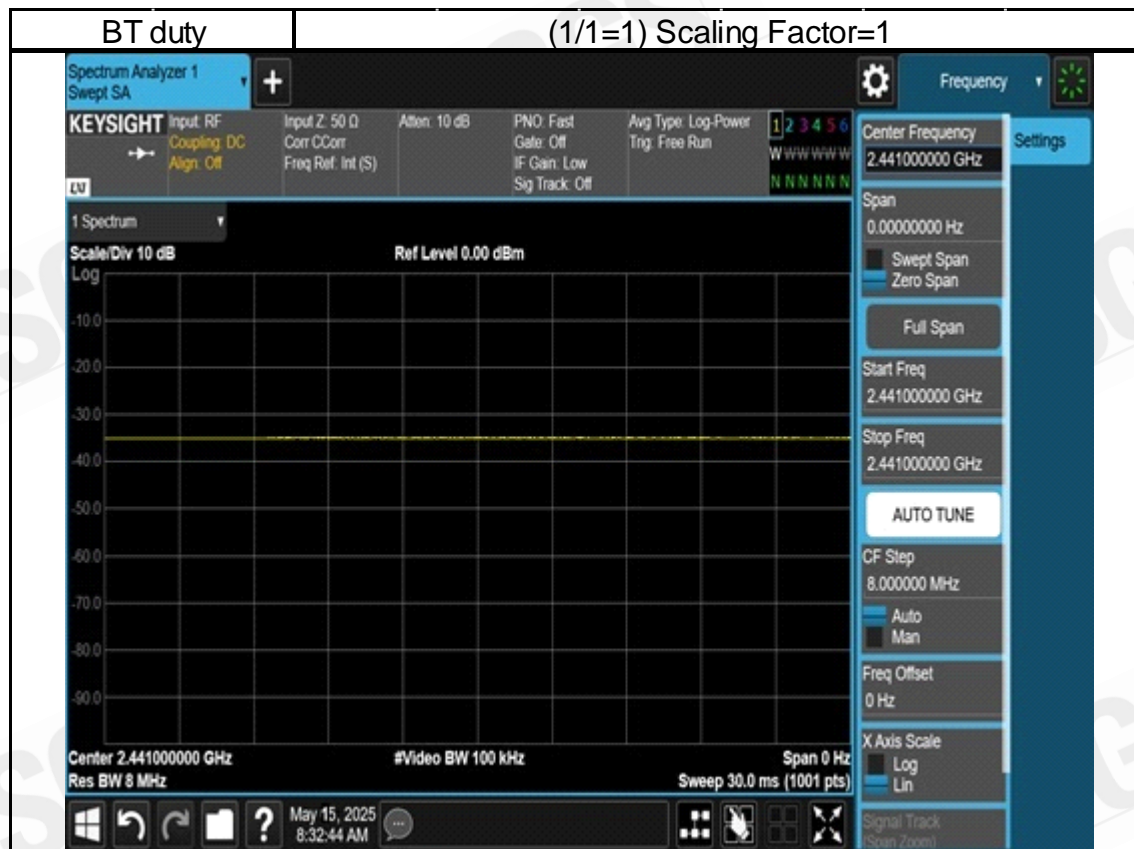 BT duty
(1/1=1) Scaling Factor=1
Spectrum Analyzer 1
Swept SA
+
Frequency
KEYSIGHT
Input: RF
Coupling: DC
Align: Off
Input Z: 50 Ω
Corr CCorr
Freq Ref: Int (S)
Atten: 10 dB
PNO: Fast
Gate: Off
IF Gain: Low
Sig Track: Off
Avg Type: Log-Power
Trig: Free Run
1 2 3 4 5 6
W W W W W W
N N N N N N
LXI
1 Spectrum
Scale/Div 10 dB
Ref Level 0.00 dBm
Log
-10.0
-20.0
-30.0
-40.0
-50.0
-60.0
-70.0
-80.0
-90.0
Center 2.441000000 GHz
#Video BW 100 kHz
Span 0 Hz
Res BW 8 MHz
Sweep 30.0 ms (1001 pts)
?
May 15, 2025
8:32:44 AM
Center Frequency
2.441000000 GHz
Settings
Span
0.00000000 Hz
Swept Span
Zero Span
Full Span
Start Freq
2.441000000 GHz
Stop Freq
2.441000000 GHz
AUTO TUNE
CF Step
8.000000 MHz
Auto
Man
Freq Offset
0 Hz
X Axis Scale
Log
Lin
Signal Track
(Span Zoom)